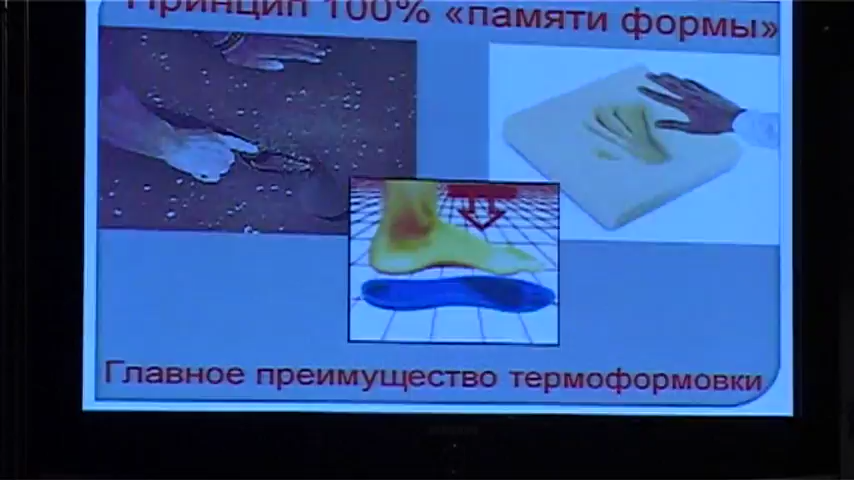 Принцип 100% «памяти формы»
Главное преимущество термоформовки